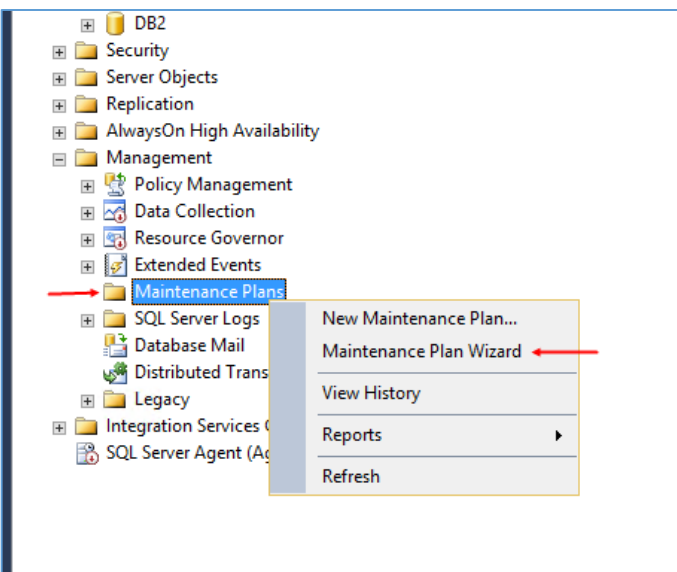 DB2
Security
Server Objects
Replication
AlwaysOn High Availability
Management
Policy Management
Data Collection
Resource Governor
Extended Events
Maintenance Plans
SQL Server Logs
Database Mail
Distributed Trans
Legacy
Integration Services
SQL Server Agent (Ag
New Maintenance Plan...
Maintenance Plan Wizard
View History
Reports
Refresh